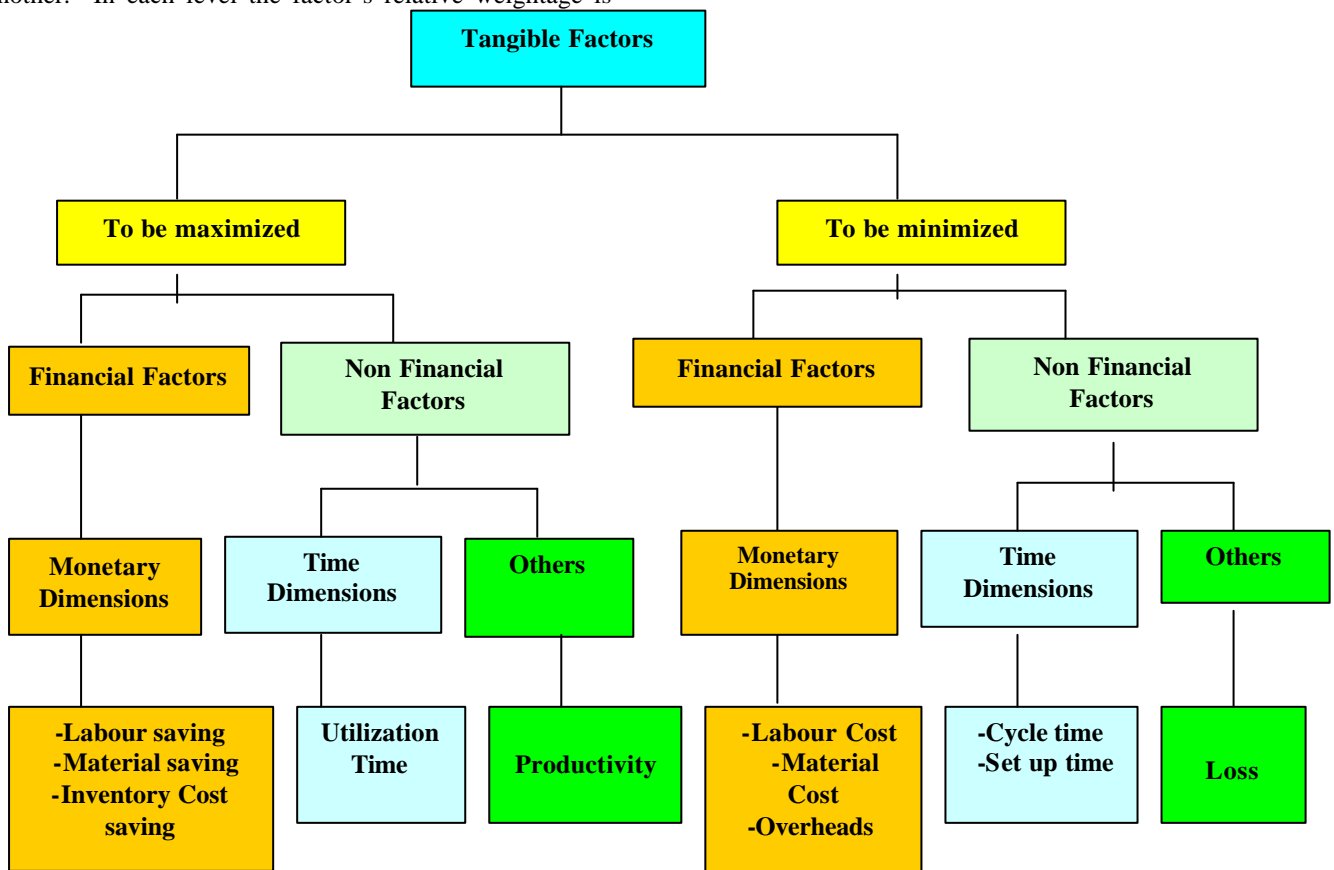 In each level the factor's relative weightage is
Tangible Factors
To be maximized
To be minimized
Financial Factors
Non Financial
Factors
Financial Factors
Non Financial
Factors
Monetary
Dimensions
Time
Dimensions
Others
Monetary
Dimensions
Time
Dimensions
Others
-Labour saving
-Material saving
-Inventory Cost
saving
Utilization
Time
Productivity
-Labour Cost
-Material
Cost
-Overheads
-Cycle time
-Set up time
Loss